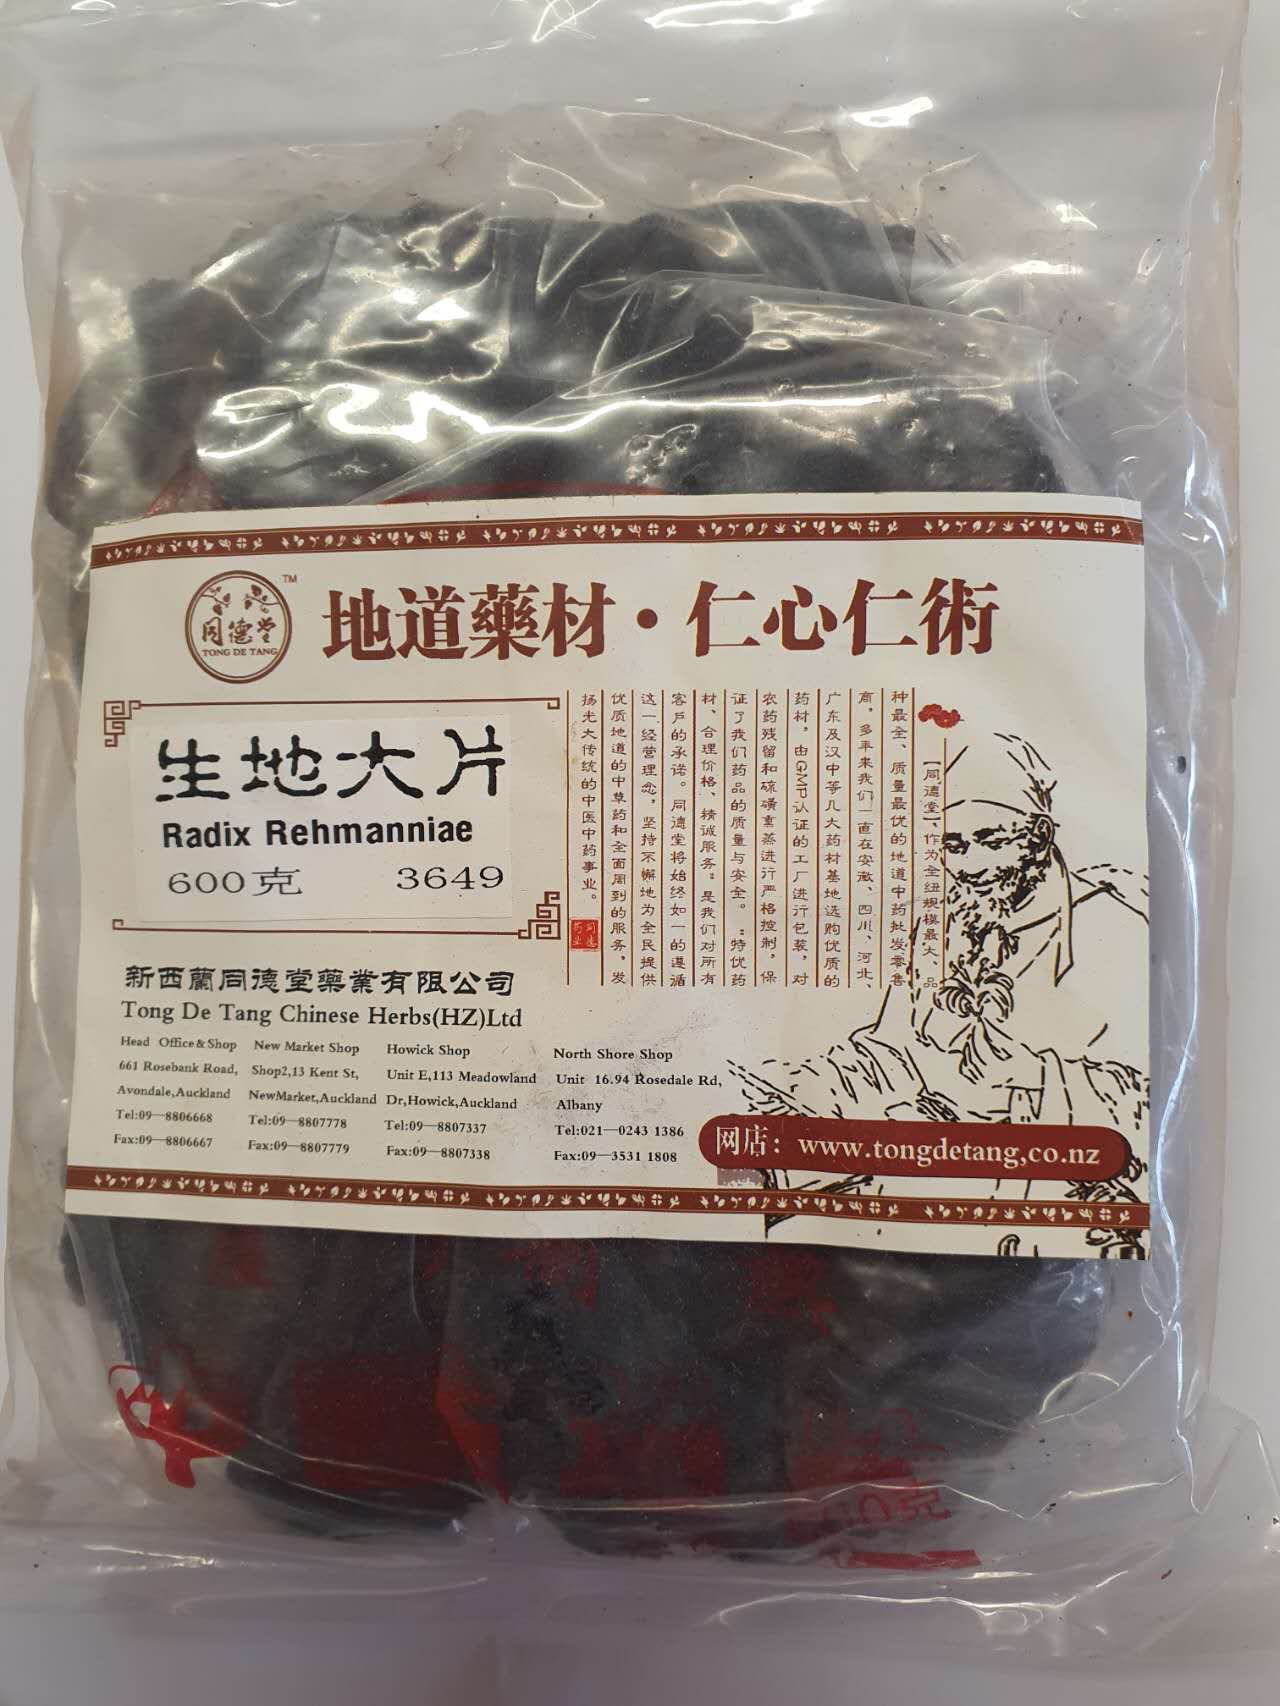 同德堂
TONG DE TANG
TM
地道藥材·仁心仁術
生地大片
Radix Rehmanniae
600克 3649
【同德堂】，作为全纽规模最大、品
种最全、质量最优的地道中药批发零售
商，多年来我们一直在安徽、四川、河北、
广东及汉中等几大药材基地选购优质的
药材，由GMP认证的工厂进行包装，对
农药残留和硫磺熏蒸进行严格控制，保
证了我们药品的质量与安全。“特优药
材、合理价格、精诚服务”是我们对所有
客戶的承诺。同德堂将始终如一的遵循
这一经营理念，坚持不懈地为全民提供
优质地道的中草药和全面周到的服务，发
扬光大传统的中医中药事业。
同德
药业
新西蘭同德堂藥業有限公司
Tong De Tang Chinese Herbs(HZ)Ltd
Head Office&Shop
661 Rosebank Road,
Avondale,Auckland
Tel:09—8806668
Fax:09—8806667
New Market Shop
Shop2,13 Kent St,
NewMarket,Auckland
Tel:09—8807778
Fax:09—8807779
Howick Shop
Unit E,113 Meadowland
Dr,Howick,Auckland
Tel:09—8807337
Fax:09—8807338
North Shore Shop
Unit 16.94 Rosedale Rd,
Albany
Tel:021—0243 1386
Fax:09—3531 1808
网店：www.tongdetang,co.nz